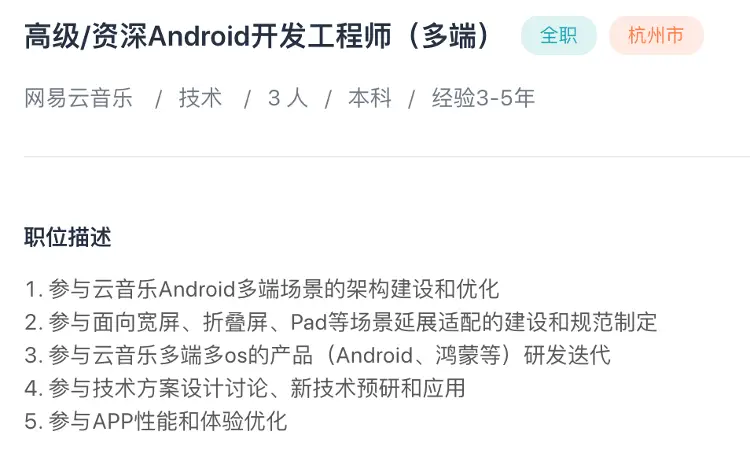 高级/资深Android开发工程师（多端） 全职 杭州市
网易云音乐 / 技术 / 3 人 / 本科 / 经验3-5年
职位描述
1. 参与云音乐Android多端场景的架构建设和优化
2. 参与面向宽屏、折叠屏、Pad等场景延展适配的建设和规范制定
3. 参与云音乐多端多os的产品（Android、鸿蒙等）研发迭代
4. 参与技术方案设计讨论、新技术预研和应用
5. 参与APP性能和体验优化